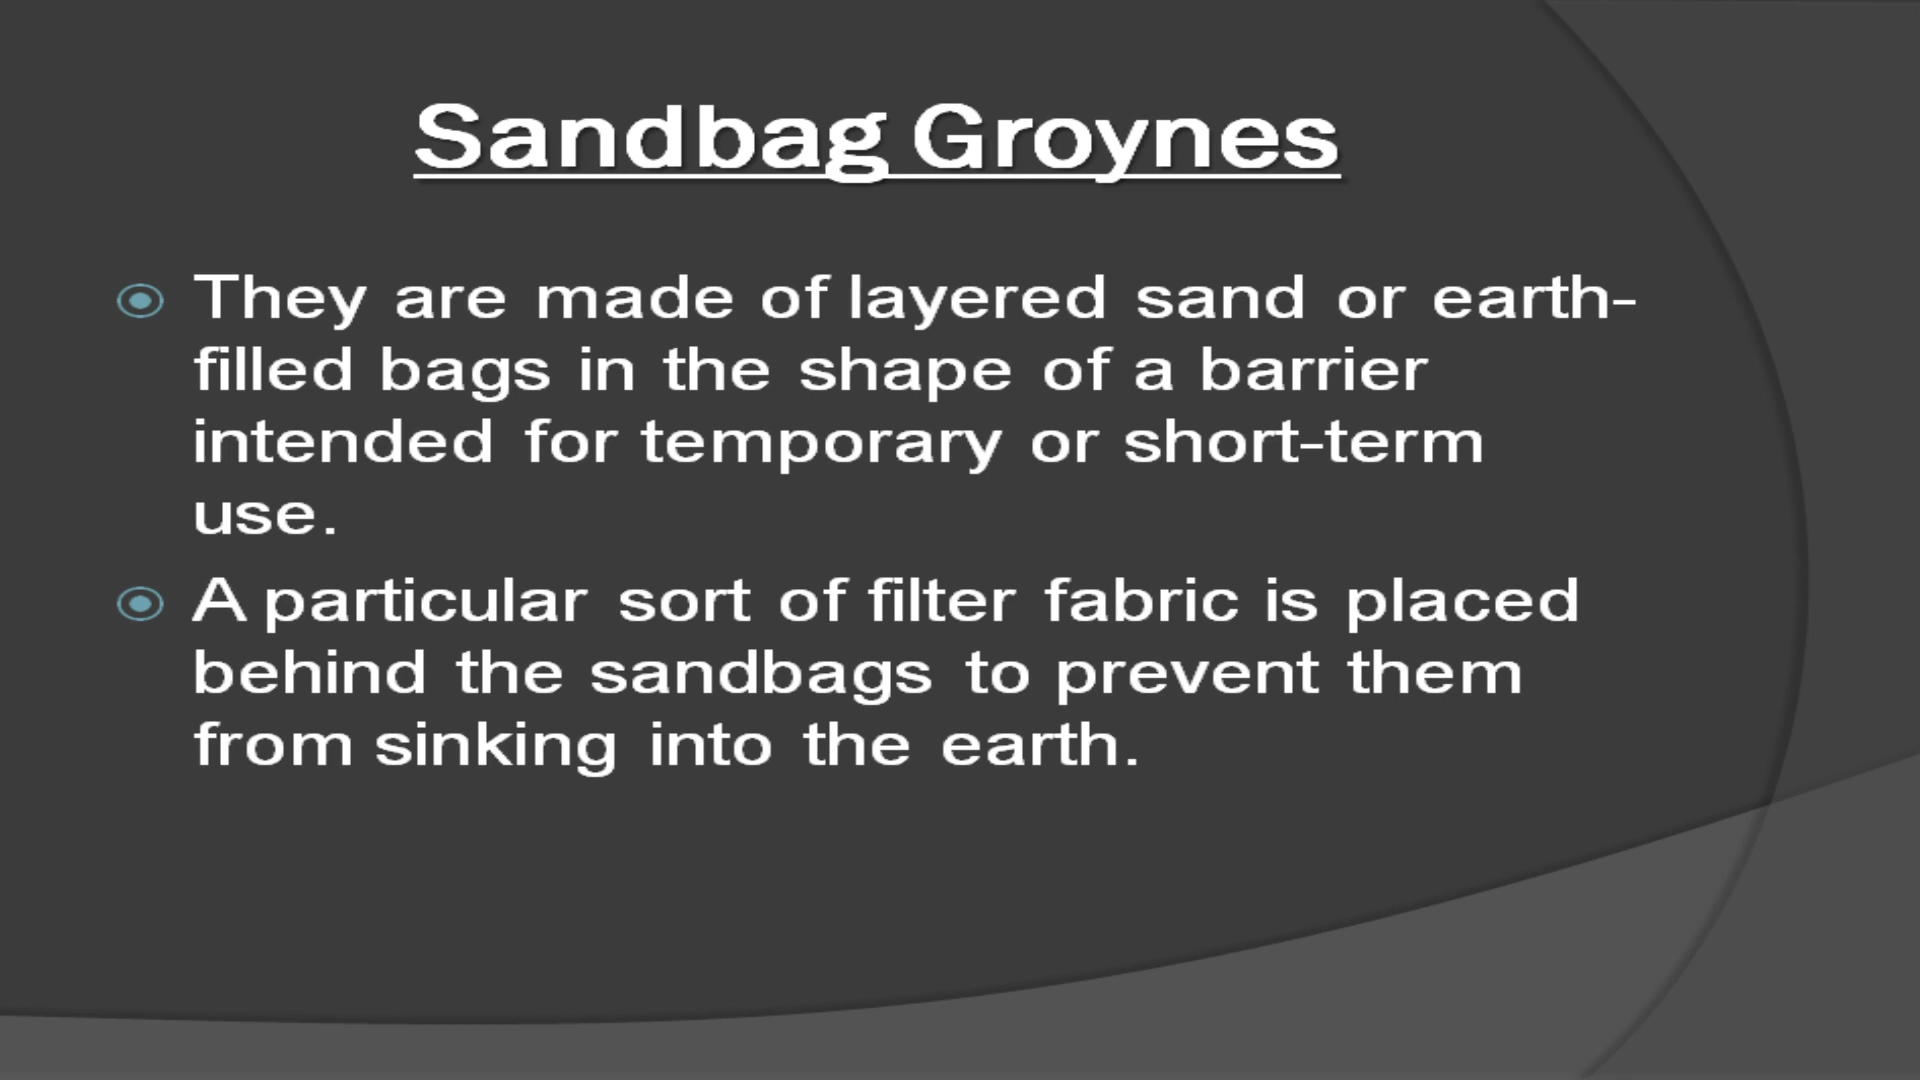 Sandbag Groynes
They are made of layered sand or earth-
filled bags in the shape of a barrier
intended for temporary or short-term
use.
A particular sort of filter fabric is placed
behind the sandbags to prevent them
from sinking into the earth.